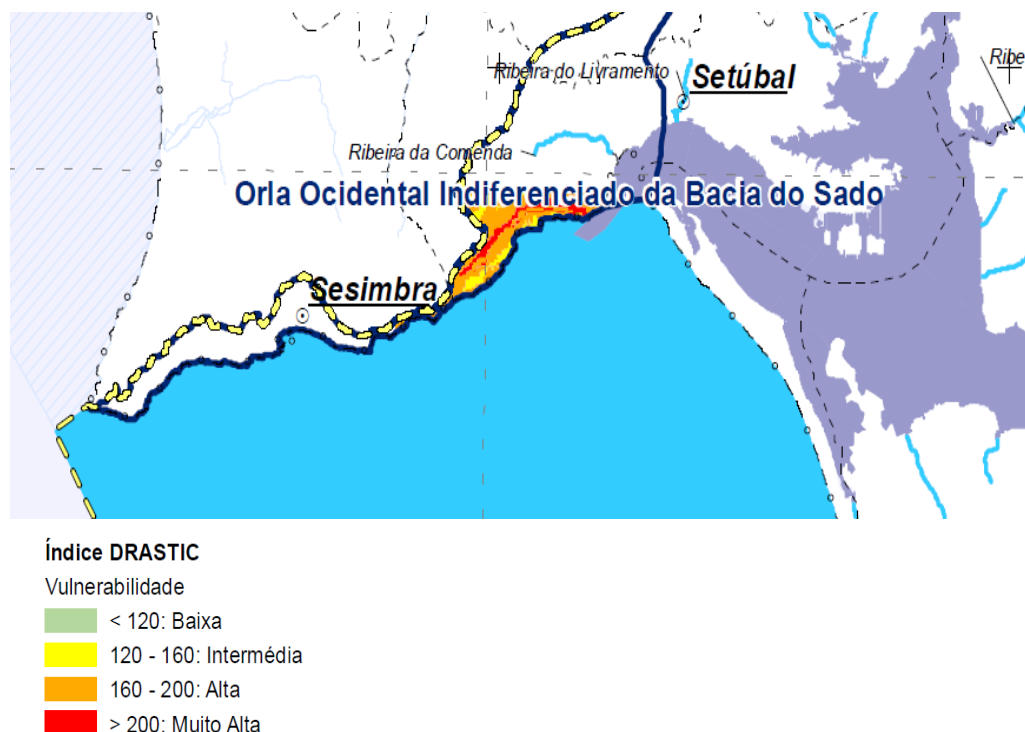 Ribeira do Livramento
Setúbal
Ribe
Ribeira da Comenda
Orla Ocidental Indiferenciado da Bacia do Sado
Sesimbra
Índice DRASTIC
Vulnerabilidade
< 120: Baixa
120 - 160: Intermédia
160 - 200: Alta
> 200: Muito Alta